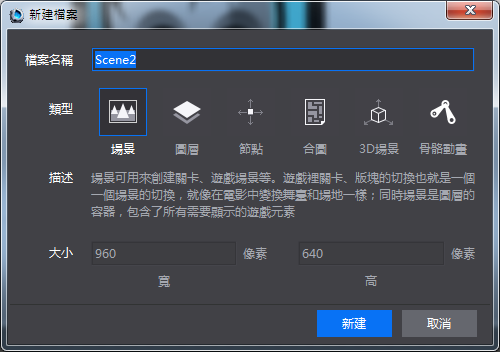 新建檔案
檔案名稱 Scene2
類型
場景 圖層 節點 合圖 3D場景 骨骼動畫
描述 場景可用來創建關卡、遊戲場景等。遊戲裡關卡、版塊的切換也就是一個
一個場景的切換，就像在電影中變換舞臺和場地一樣；同時場景是圖層的
容器，包含了所有需要顯示的遊戲元素
大小 960 像素 640 像素
寬 高
新建 取消